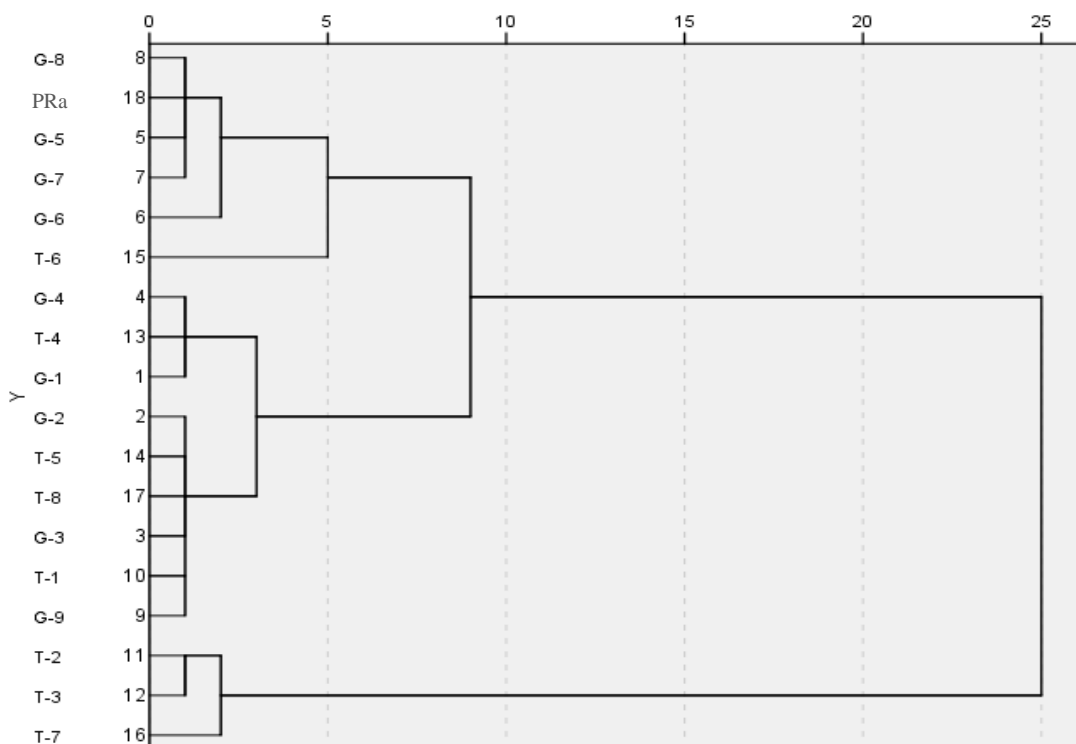 0 5 10 15 20 25
G-8 8
PRa 18
G-5 5
G-7 7
G-6 6
T-6 15
G-4 4
T-4 13
G-1 1
Y
G-2 2
T-5 14
T-8 17
G-3 3
T-1 10
G-9 9
T-2 11
T-3 12
T-7 16